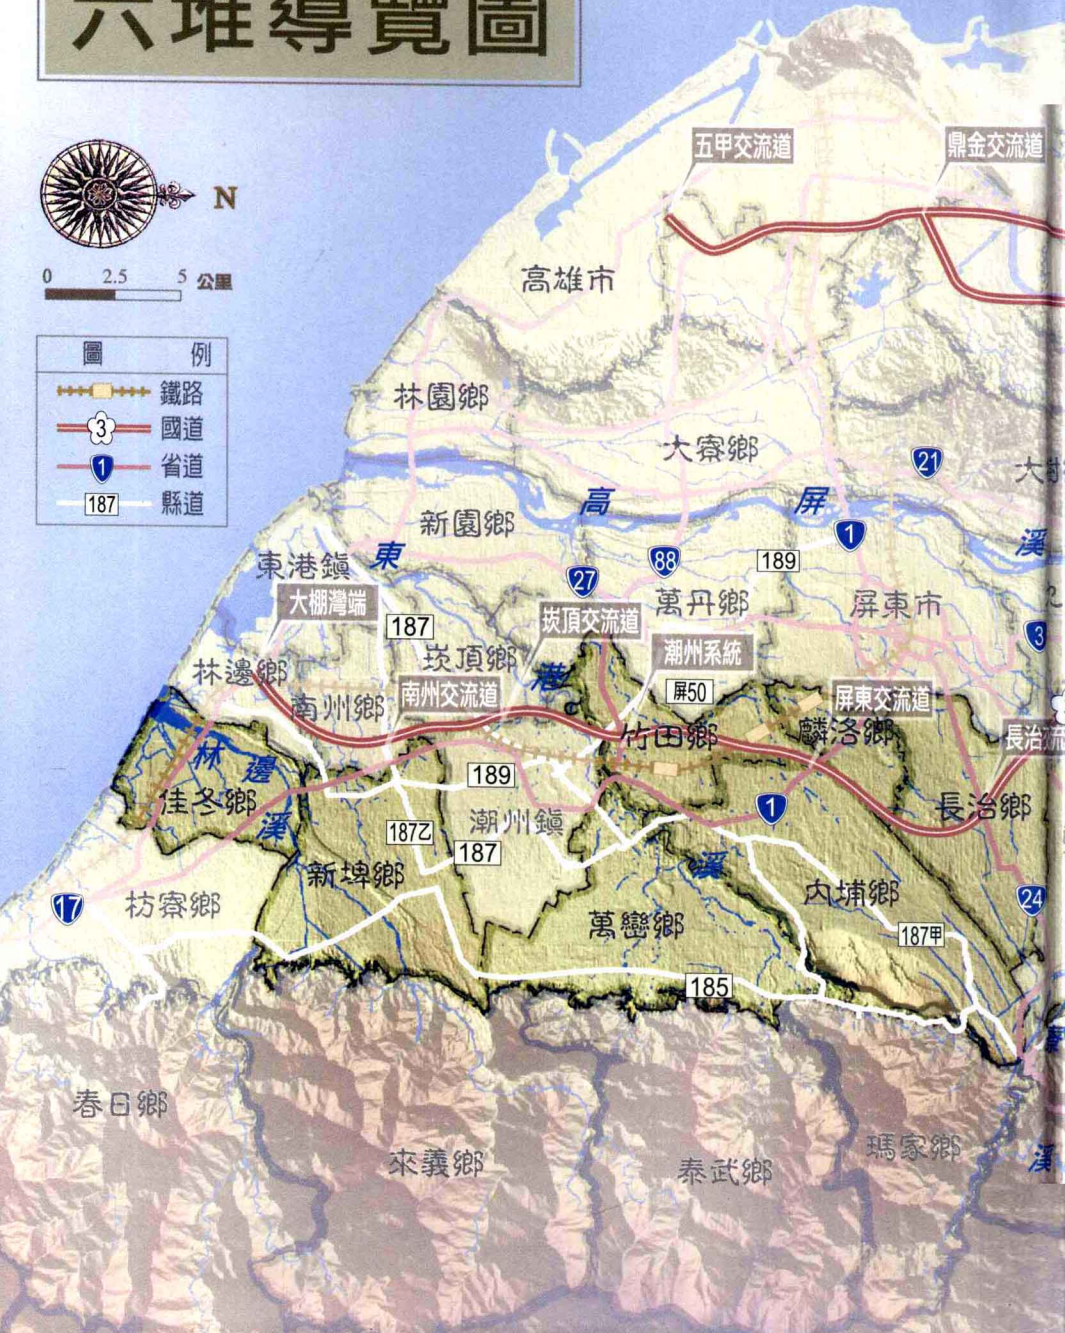 六堆導覽圖
N
0 2.5 5 公里
圖 例
鐵路
3 國道
1 省道
187 縣道
五甲交流道
鼎金交流道
高雄市
林園鄉
大寮鄉
21
高 屏 溪
新園鄉
1
88
189
27
東港鎮
東 港 溪
大棚灣端
萬丹鄉
屏東市
3
187
崁頂交流道
崁頂鄉
潮州系統
林邊鄉
南州鄉
南州交流道
屏50
屏東交流道
竹田鄉
麟洛鄉
林邊溪
佳冬鄉
189
187乙
潮州鎮
187
1
長治鄉
新埤鄉
內埔鄉
24
17
枋寮鄉
萬巒鄉
187甲
185
春日鄉
來義鄉
泰武鄉
瑪家鄉
溪